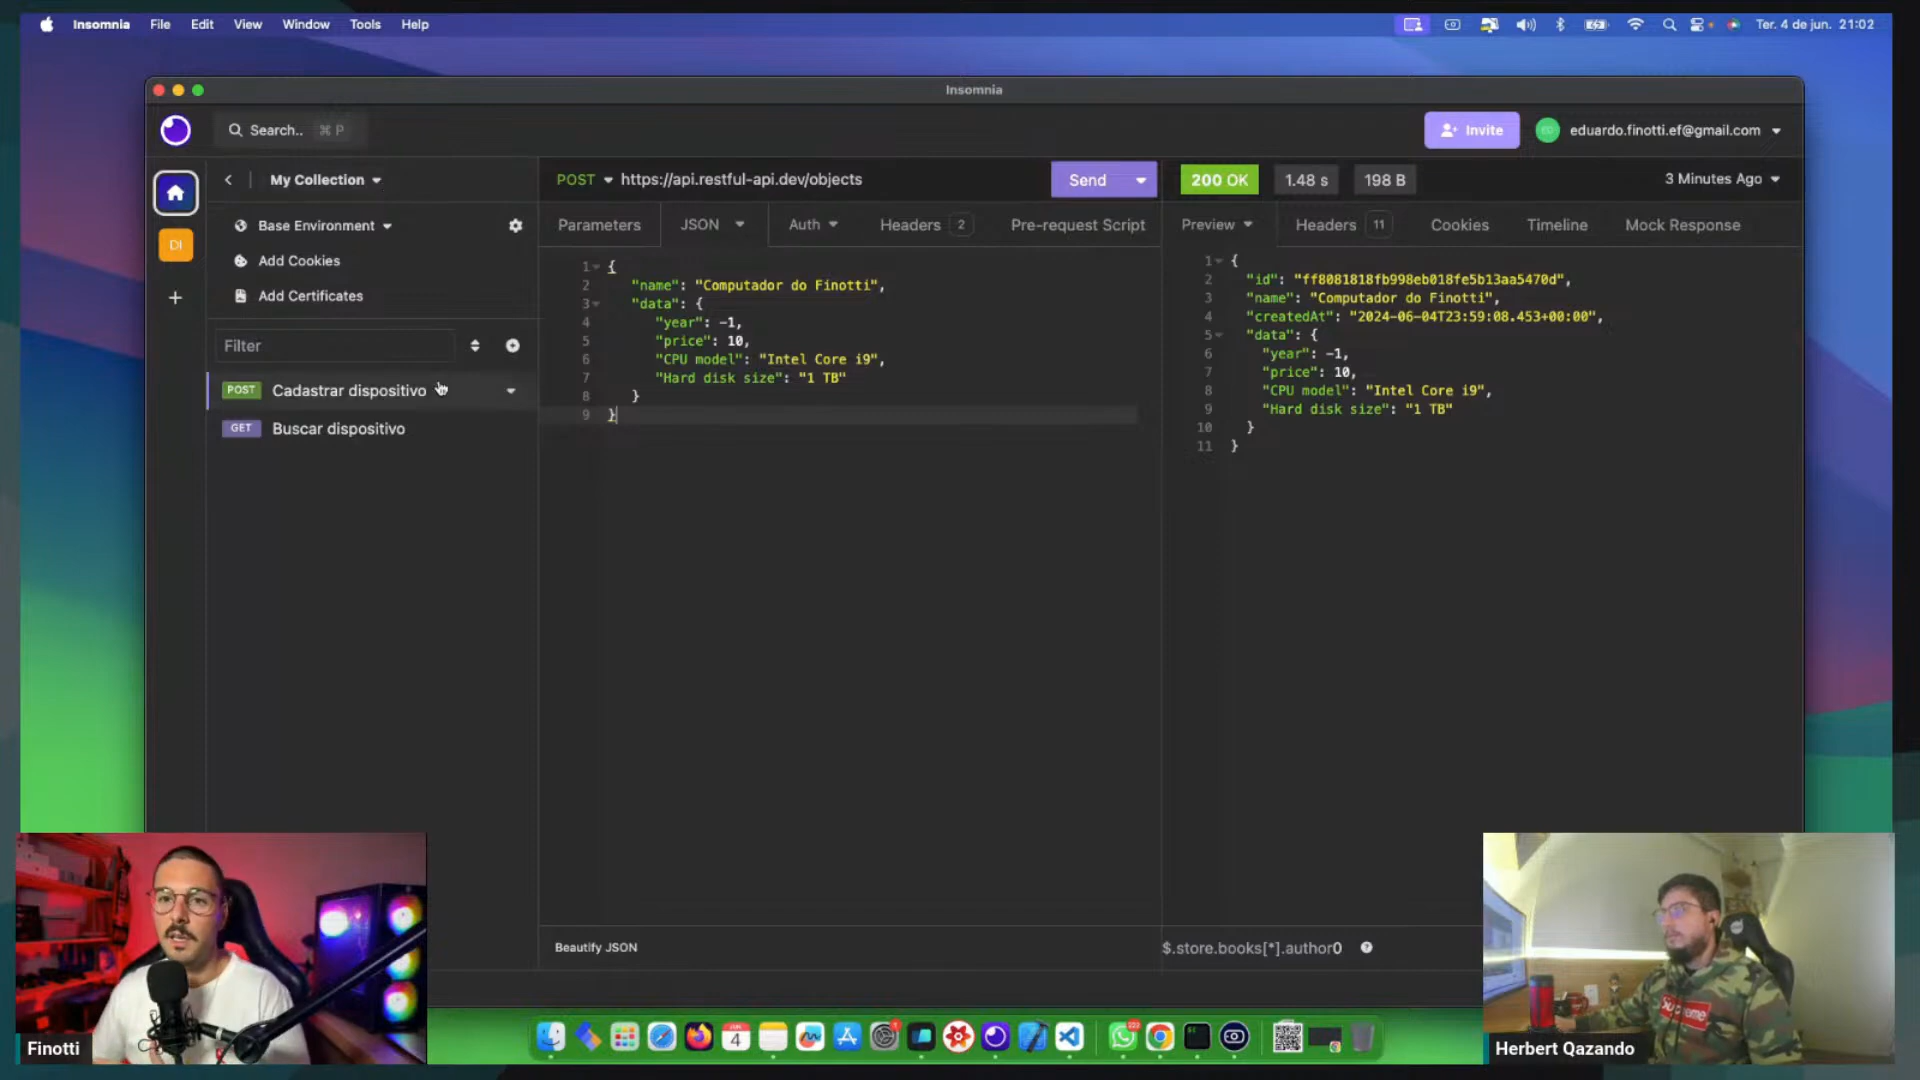 Insomnia File Edit View Window Tools Help
Ter. 4 de jun. 21:02
Insomnia
Search.. ⌘ P
Invite
eduardo.finotti.ef@gmail.com
My Collection
POST https://api.restful-api.dev/objects
Send
200 OK 1.48 s 198 B
3 Minutes Ago
DI
Base Environment
Add Cookies
Add Certificates
Filter
POST Cadastrar dispositivo
GET Buscar dispositivo
Parameters JSON Auth Headers 2 Pre-request Script
1 {
2 "name": "Computador do Finotti",
3 "data": {
4 "year": -1,
5 "price": 10,
6 "CPU model": "Intel Core i9",
7 "Hard disk size": "1 TB"
8 }
9 }
Beautify JSON
Preview Headers 11 Cookies Timeline Mock Response
1 {
2 "id": "ff8081818fb998eb018fe5b13aa5470d",
3 "name": "Computador do Finotti",
4 "createdAt": "2024-06-04T23:59:08.453+00:00",
5 "data": {
6 "year": -1,
7 "price": 10,
8 "CPU model": "Intel Core i9",
9 "Hard disk size": "1 TB"
10 }
11 }
$.store.books[*].author0
Finotti
Supreme
Herbert Qazando